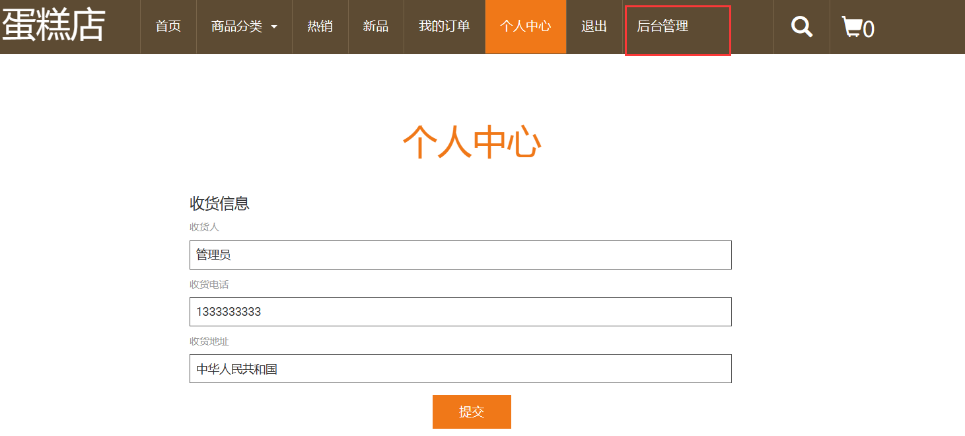 蛋糕店 首页 商品分类 热销 新品 我的订单 个人中心 退出 后台管理 0
个人中心
收货信息
收货人
管理员
收货电话
1333333333
收货地址
中华人民共和国
提交